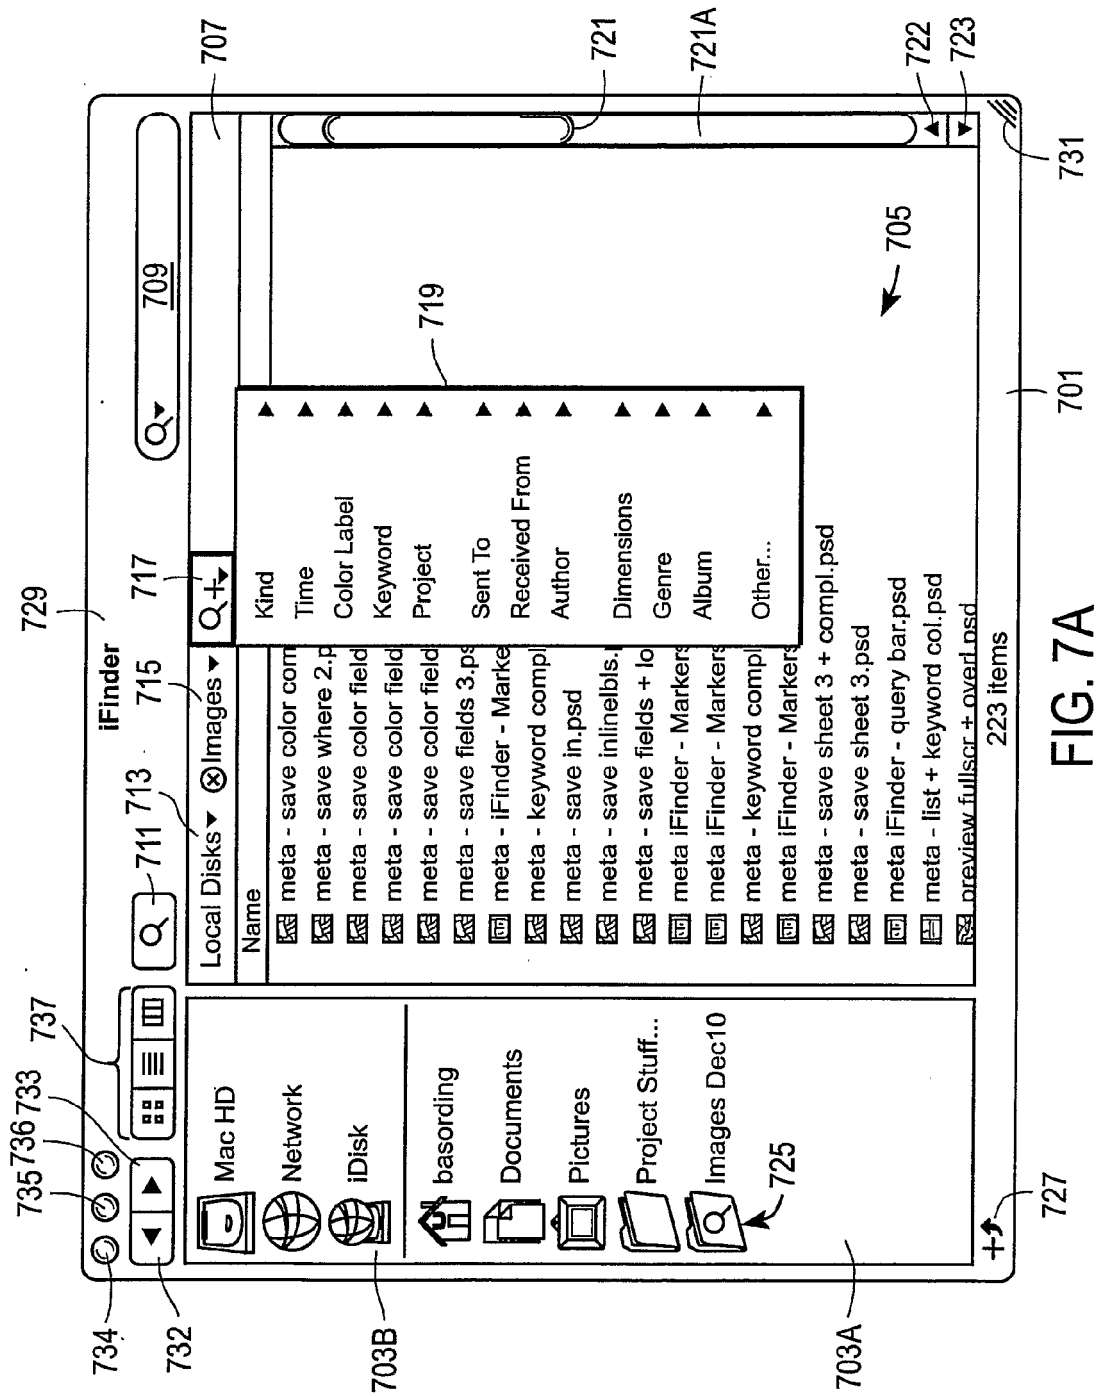 734
735
736
733
737
732
iFinder
729
711
713
715
717
709
707
Local Disks
Images
Name
Mac HD
Network
iDisk
basording
Documents
Pictures
Project Stuff...
Images Dec10
725
703B
703A
727
meta - save color com
meta - save where 2.p
meta - save color field
meta - save color field
meta - save color field
meta - save fields 3.ps
meta - iFinder - Marke
meta - keyword compl
meta - save in.psd
meta - save inlinelbls.p
meta - save fields + lo
meta iFinder - Markers
meta iFinder - Markers
meta - keyword compl
meta iFinder - Markers
meta - save sheet 3 + compl.psd
meta - save sheet 3.psd
meta iFinder - query bar.psd
meta - list + keyword col.psd
preview fullscr + overl.psd
Kind
Time
Color Label
Keyword
Project
Sent To
Received From
Author
Dimensions
Genre
Album
Other...
719
705
721
721A
722
723
731
701
223 items
FIG. 7A